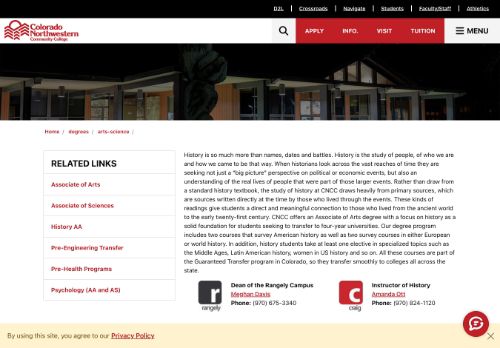 D2L
Crossroads
Navigate
Students
Faculty/Staff
Athletics
Colorado
Northwestern
Community College
APPLY
INFO.
VISIT
TUITION
MENU
Home / degrees / arts-science /
RELATED LINKS
Associate of Arts
Associate of Sciences
History AA
Pre-Engineering Transfer
Pre-Health Programs
Psychology (AA and AS)
History is so much more than names, dates and battles. History is the study of people, of who we are
and how we came to be that way. When historians look across the vast reaches of time they are
seeking not just a "big picture" perspective on political or economic events, but also an
understanding of the real lives of people that were part of those larger events. Rather than draw from
a standard history textbook, the study of history at CNCC draws heavily from primary sources, which
are sources written directly at the time by those who lived through the events. These kinds of
readings give students a direct and meaningful connection to those who lived from the ancient world
to the early twenty-first century. CNCC offers an Associate of Arts degree with a focus on history as a
solid foundation for seeking to transfer to four-year universities. Our degree program
includes two courses that survey American history as well as two survey courses in either European
or world history. In addition, history students take at least one elective in specialized topics such as
the Middle Ages, Latin American history, women in US history and so on. All these courses are part of
the Guaranteed Transfer program in Colorado, so they transfer smoothly to colleges all across the
state.
r
rangely
Dean of the Rangely Campus
Meghan Davis
Phone: (970) 675-3340
c
craig
Instructor of History
Amanda Ott
Phone: (970) 824-1120
By using this site, you agree to our Privacy Policy